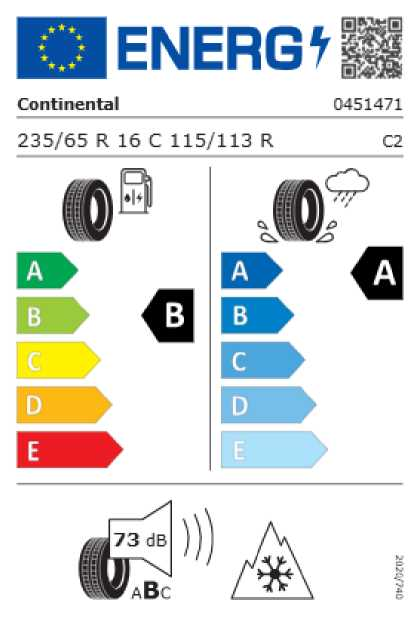 ENERG
Continental 0451471
235/65 R 16 C 115/113 R C2
A A
B B
C
D
E
A A
B
C
D
E
73 dB
ABC
2020/740